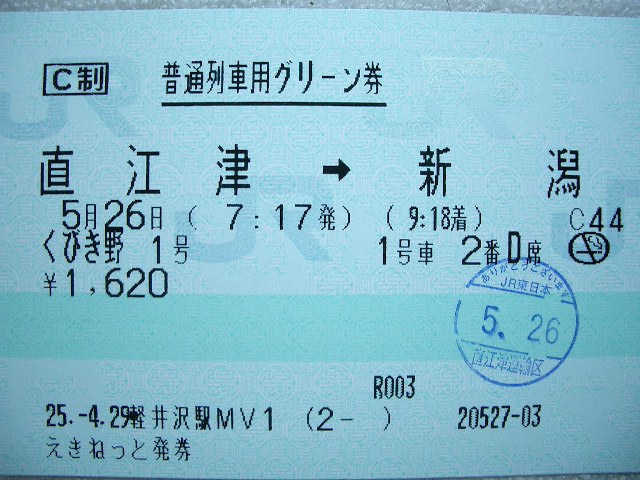 C制 普通列車用グリーン券
直江津 → 新潟
5月26日 ( 7:17発) ( 9:18着) C44
くびき野 1号 1号車 2番D席
¥1,620
ありがとうございます
JR東日本
5. 26
直江津運輸区
R003
25.-4.29軽井沢駅MV1 (2- ) 20527-03
えきねっと発券